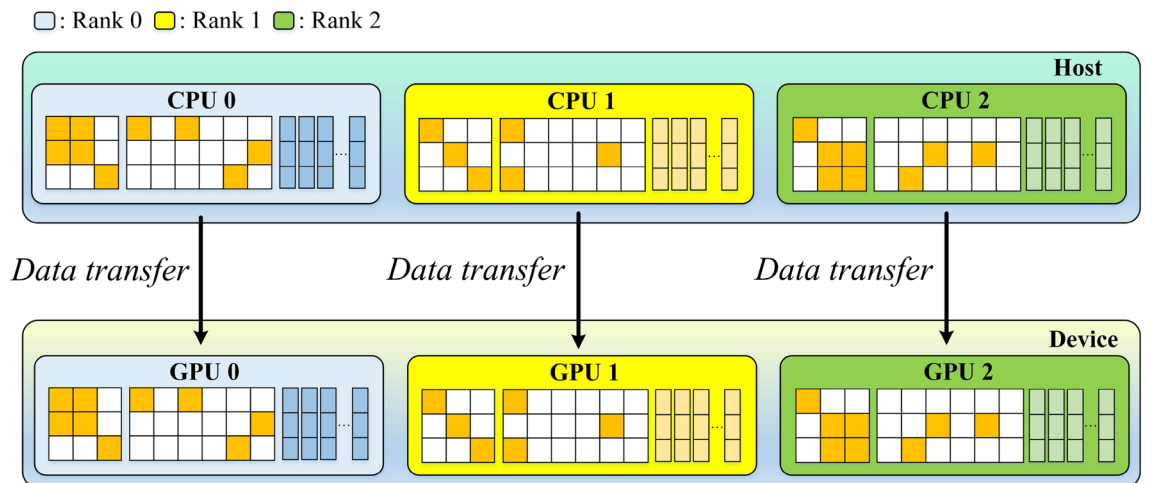 : Rank 0 : Rank 1 : Rank 2
Host
CPU 0 CPU 1 CPU 2
... ... ...
Data transfer Data transfer Data transfer
Device
GPU 0 GPU 1 GPU 2
... ... ...